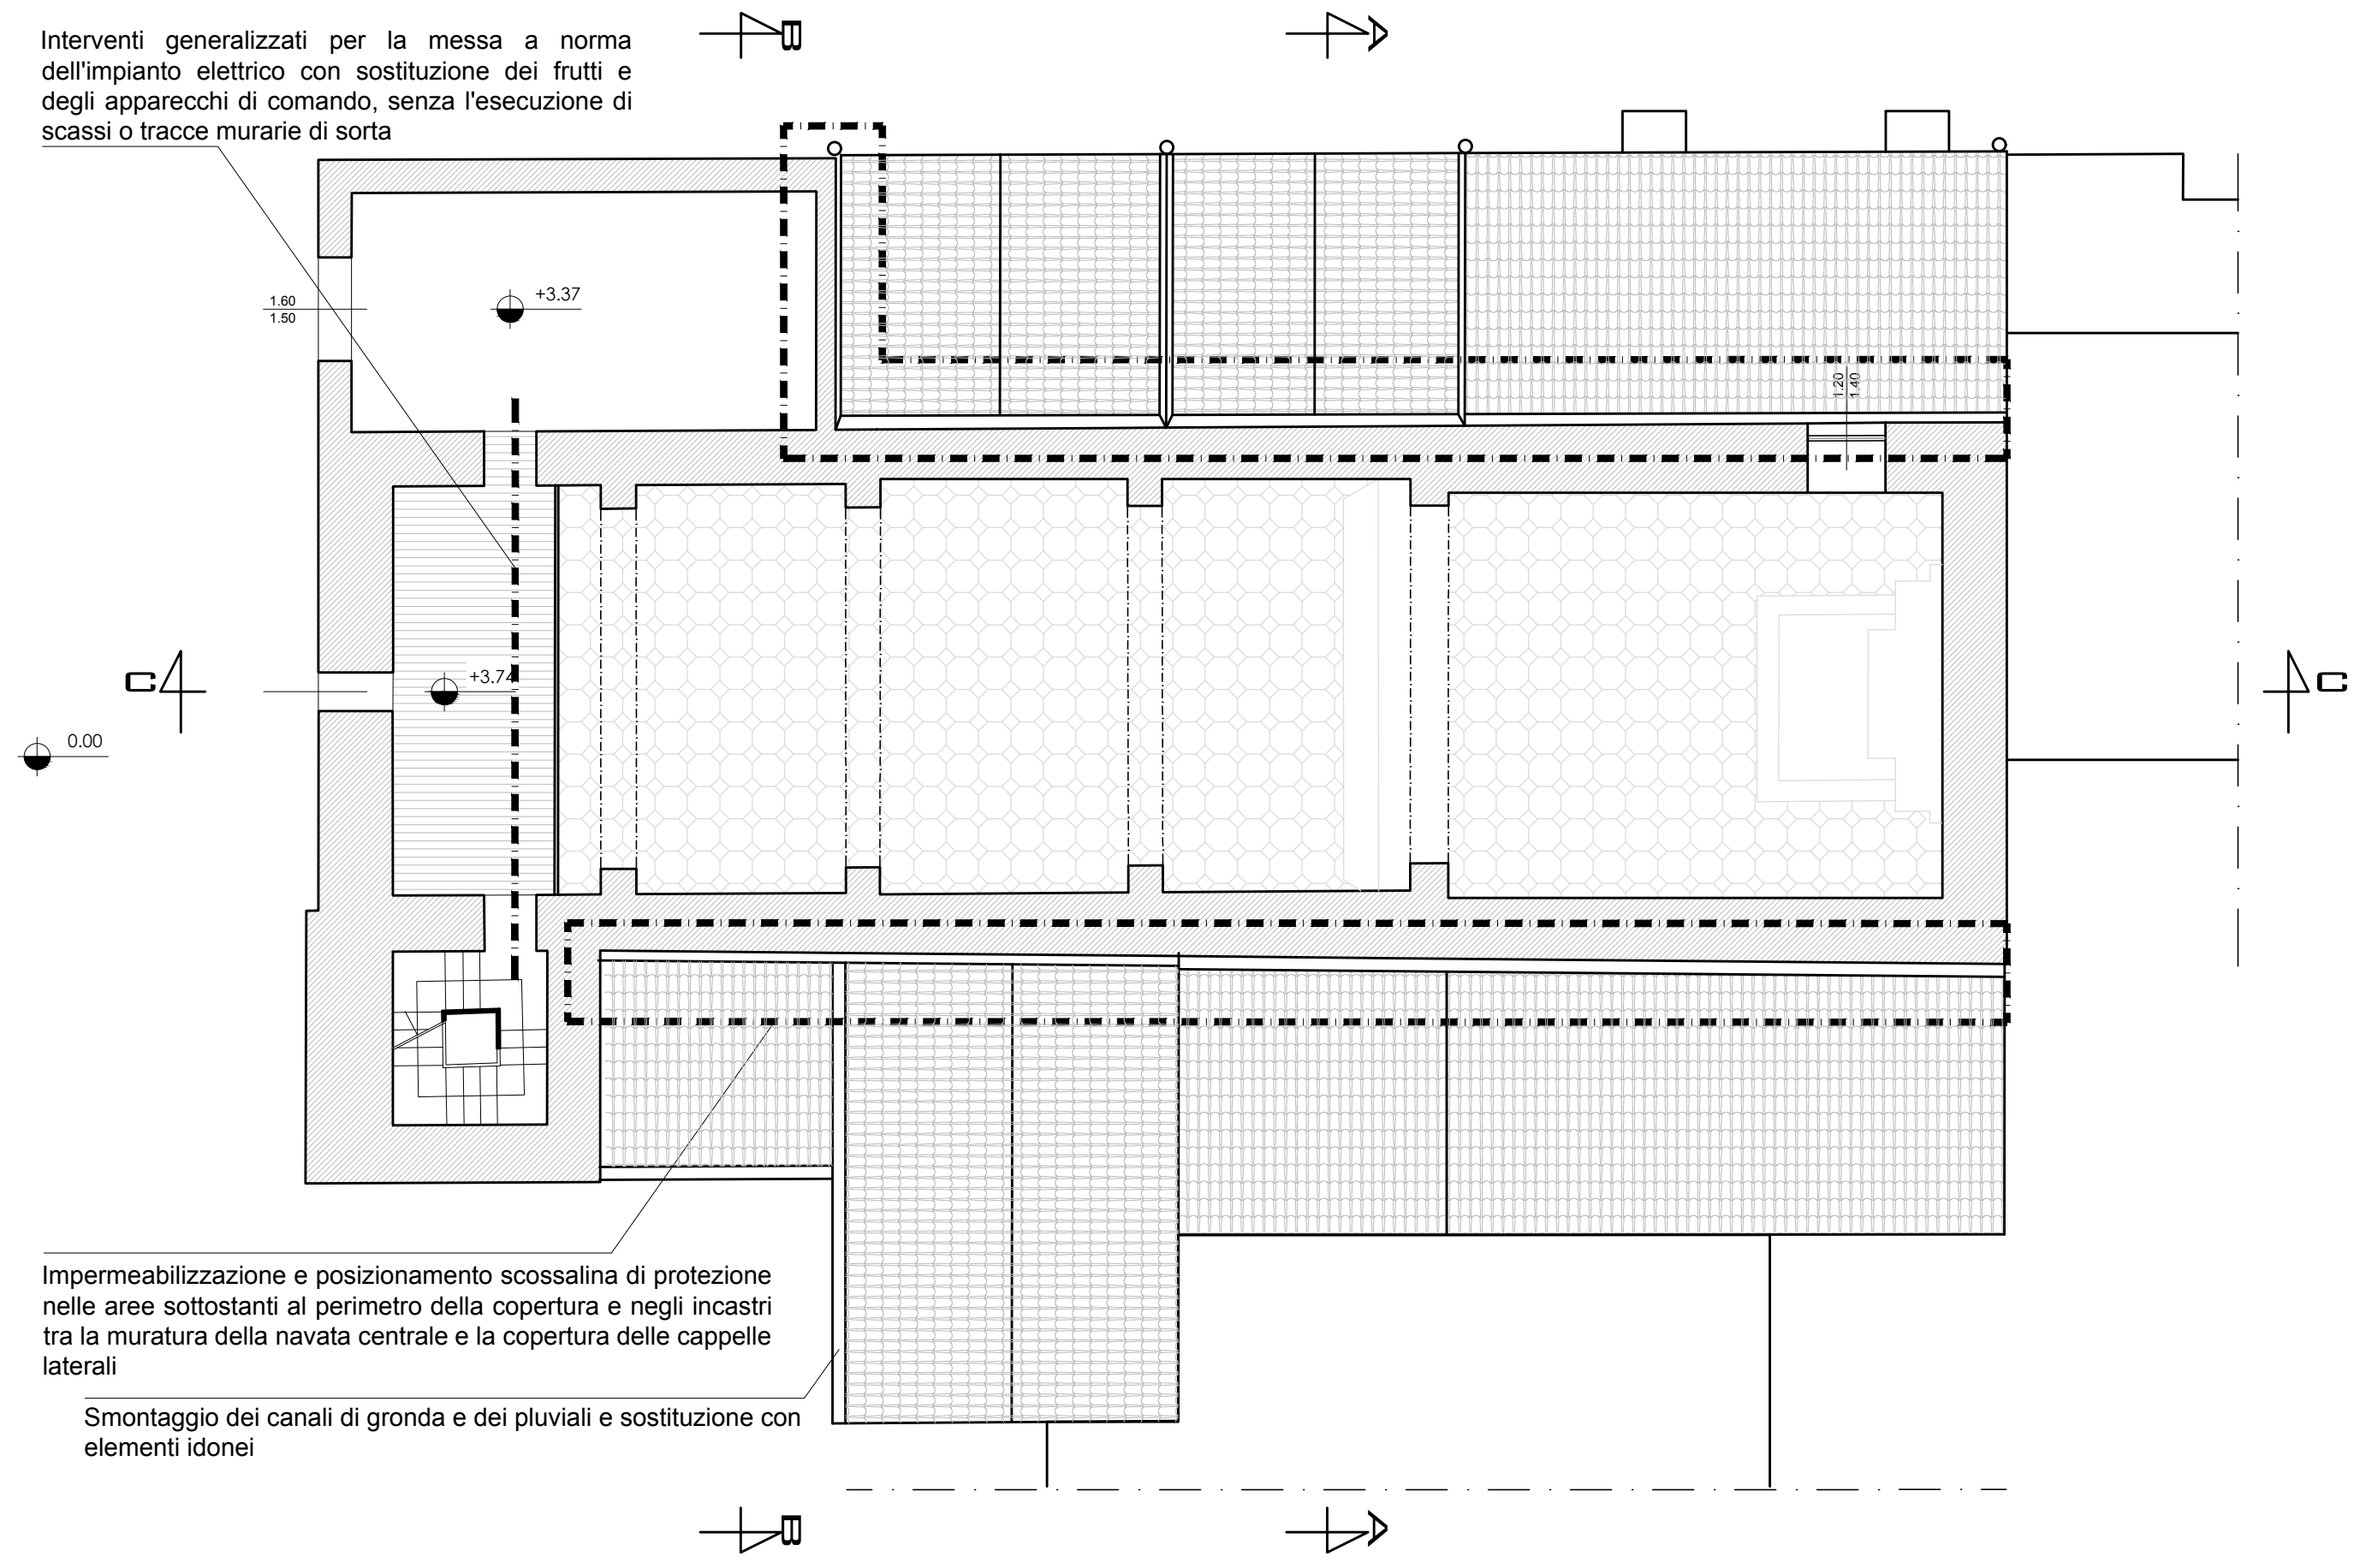 B
A
Interventi generalizzati per la messa a norma
dell'impianto elettrico con sostituzione dei frutti e
degli apparecchi di comando, senza l'esecuzione di
scassi o tracce murarie di sorta
+3.37
1.60
1.50
1.20
1.40
C
+3.74
C
0.00
Impermeabilizzazione e posizionamento scossalina di protezione
nelle aree sottostanti al perimetro della copertura e negli incastri
tra la muratura della navata centrale e la copertura delle cappelle
laterali
Smontaggio dei canali di gronda e dei pluviali e sostituzione con
elementi idonei
B
A